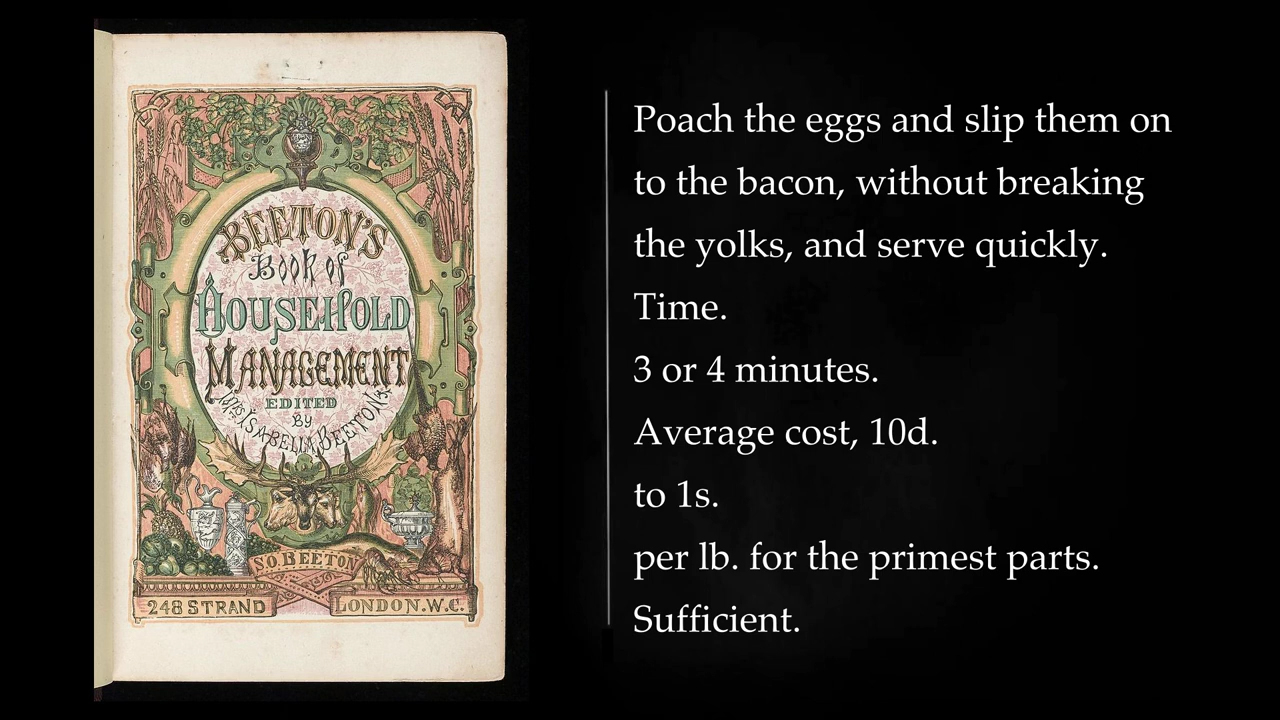 BEETON'S
Book of
HOUSEHOLD
MANAGEMENT
EDITED
BY
MRS ISABELLA BEETON
S.O. BEETON
248 STRAND
LONDON. W.C.
Poach the eggs and slip them on
to the bacon, without breaking
the yolks, and serve quickly.
Time.
3 or 4 minutes.
Average cost, 10d.
to 1s.
per lb. for the primest parts.
Sufficient.